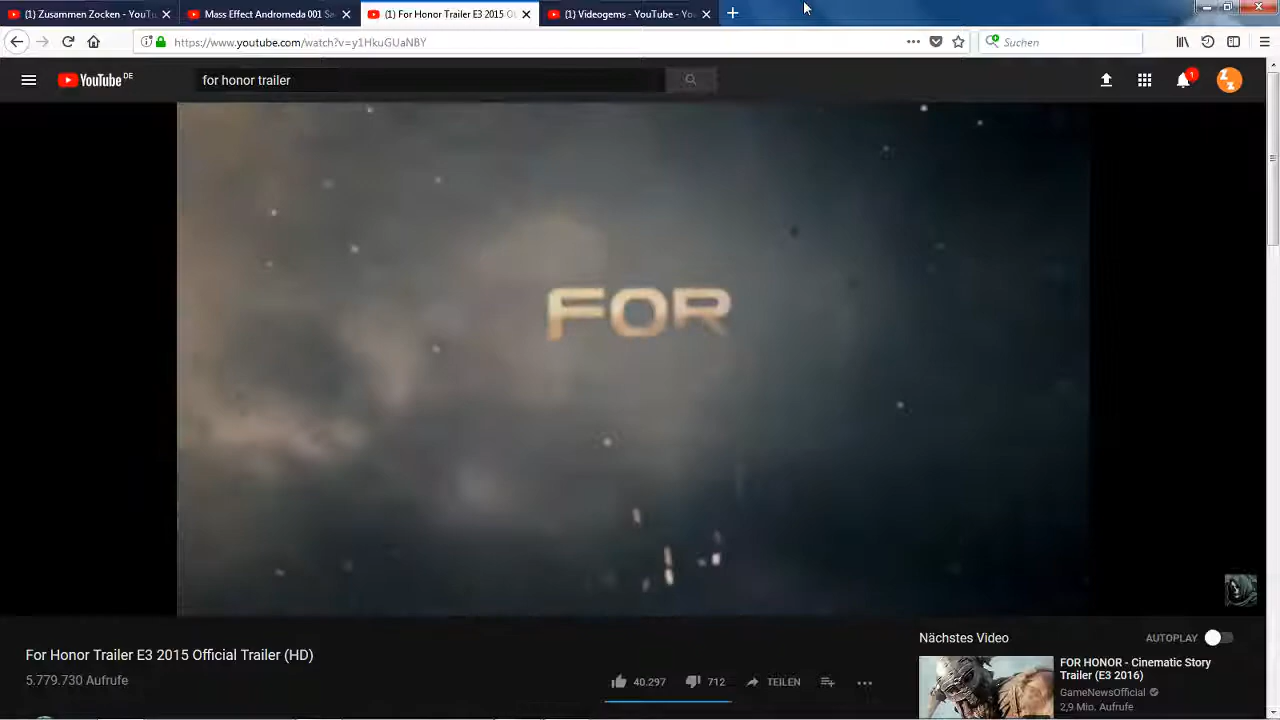 (1) Zusammen Zocken - YouTu
Mass Effect Andromeda 001 Sa
(1) For Honor Trailer E3 2015 O
(1) Videogems - YouTube - Yo
https://www.youtube.com/watch?v=y1HkuGUaNBY
Suchen
YouTube DE
for honor trailer
1
FOR
For Honor Trailer E3 2015 Official Trailer (HD)
5.779.730 Aufrufe
40.297
712
TEILEN
Nächstes Video
AUTOPLAY
FOR HONOR - Cinematic Story
Trailer (E3 2016)
GameNewsOfficial
2,9 Mio. Aufrufe